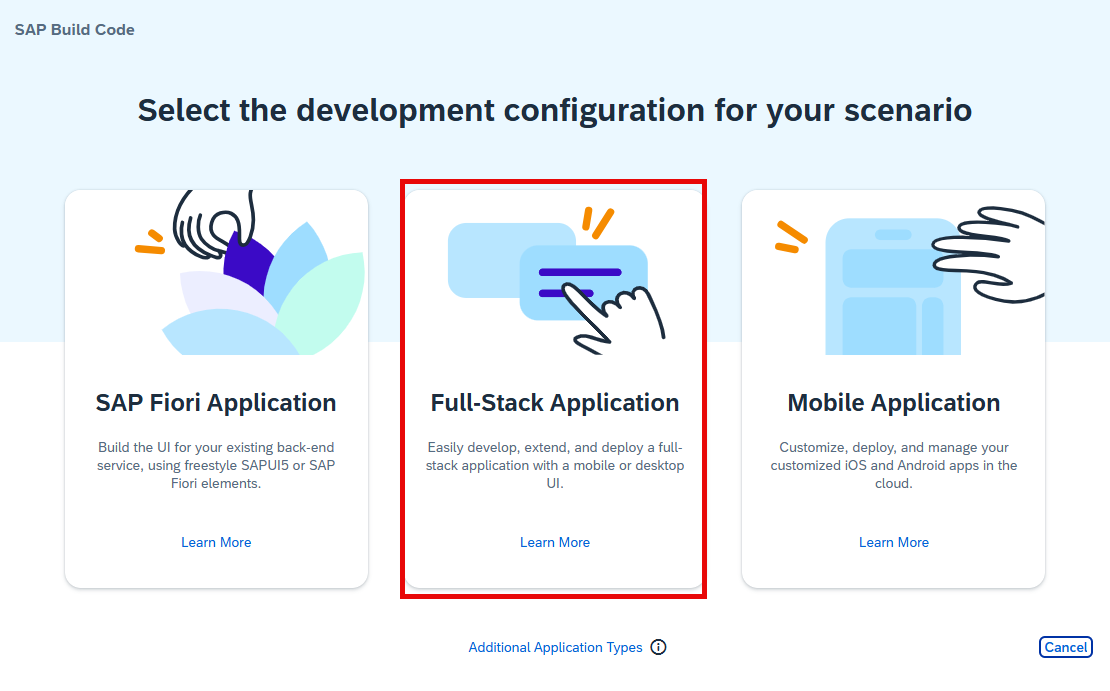 SAP Build Code
Select the development configuration for your scenario
SAP Fiori Application
Build the UI for your existing back-end
service, using freestyle SAPUI5 or SAP
Fiori elements.
Learn More
Full-Stack Application
Easily develop, extend, and deploy a full-
stack application with a mobile or desktop
UI.
Learn More
Mobile Application
Customize, deploy, and manage your
customized iOS and Android apps in the
cloud.
Learn More
Additional Application Types
Cancel